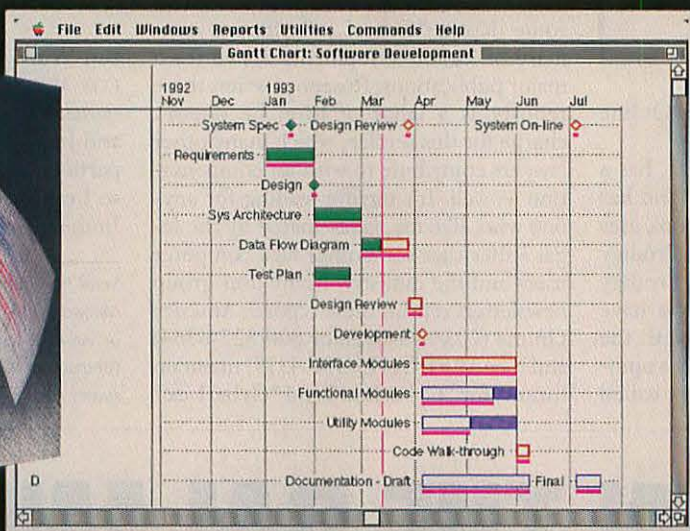 File Edit Windows Reports Utilities Commands Help
Gantt Chart: Software Development
1992 1993
Nov Dec Jan Feb Mar Apr May Jun Jul
System Spec Design Review System On-line
Requirements
Design
Sys Architecture
Data Flow Diagram
Test Plan
Design Review
Development
Interface Modules
Functional Modules
Utility Modules
Code Walk-through
D Documentation - Draft Final